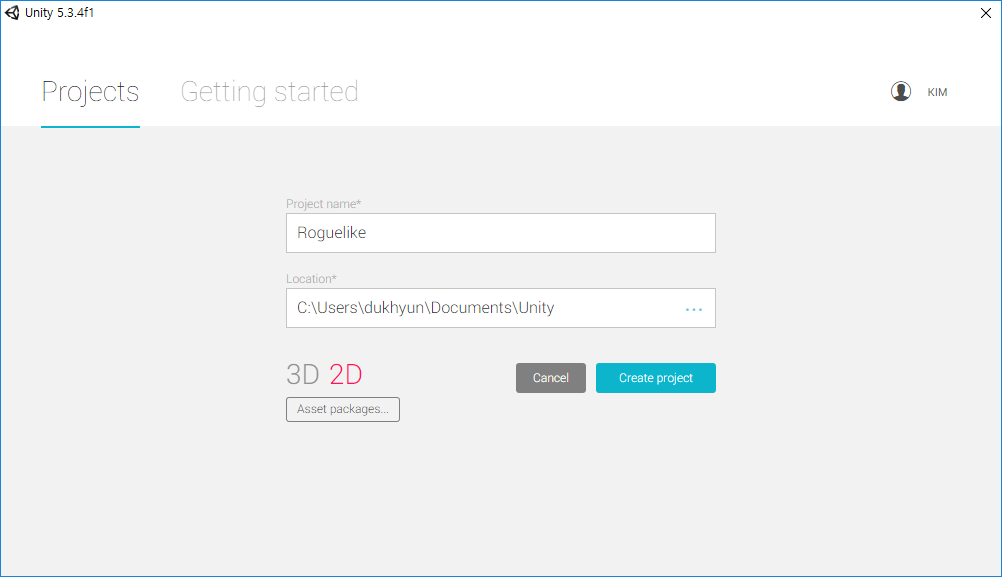 Unity 5.3.4f1
Projects Getting started KIM
Project name*
Roguelike
Location*
C:\Users\dukhyun\Documents\Unity ...
3D 2D Cancel Create project
Asset packages...